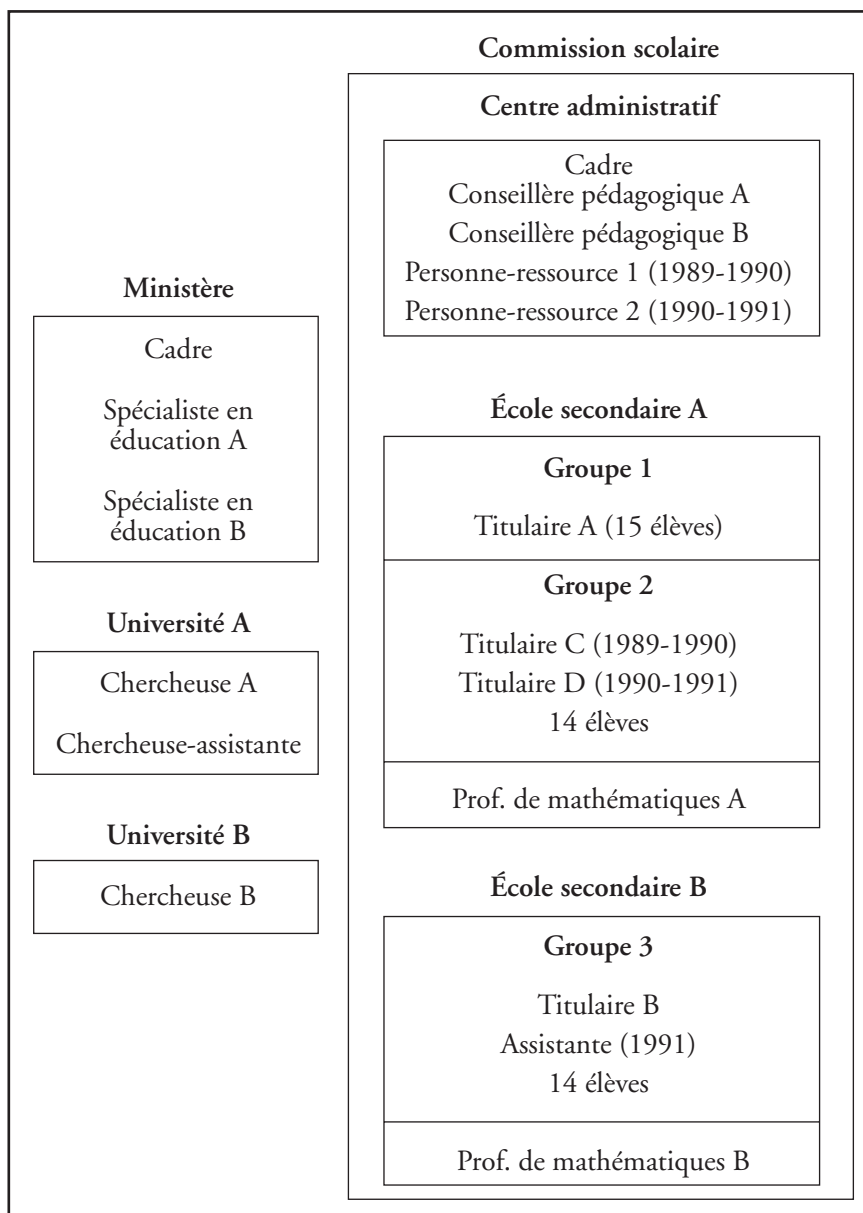 Commission scolaire
Centre administratif
Cadre
Conseillère pédagogique A
Conseillère pédagogique B
Personne-ressource 1 (1989-1990)
Personne-ressource 2 (1990-1991)
Ministère
Cadre
Spécialiste en
éducation A
Spécialiste en
éducation B
Université A
Chercheuse A
Chercheuse-assistante
Université B
Chercheuse B
École secondaire A
Groupe 1
Titulaire A (15 élèves)
Groupe 2
Titulaire C (1989-1990)
Titulaire D (1990-1991)
14 élèves
Prof. de mathématiques A
École secondaire B
Groupe 3
Titulaire B
Assistante (1991)
14 élèves
Prof. de mathématiques B